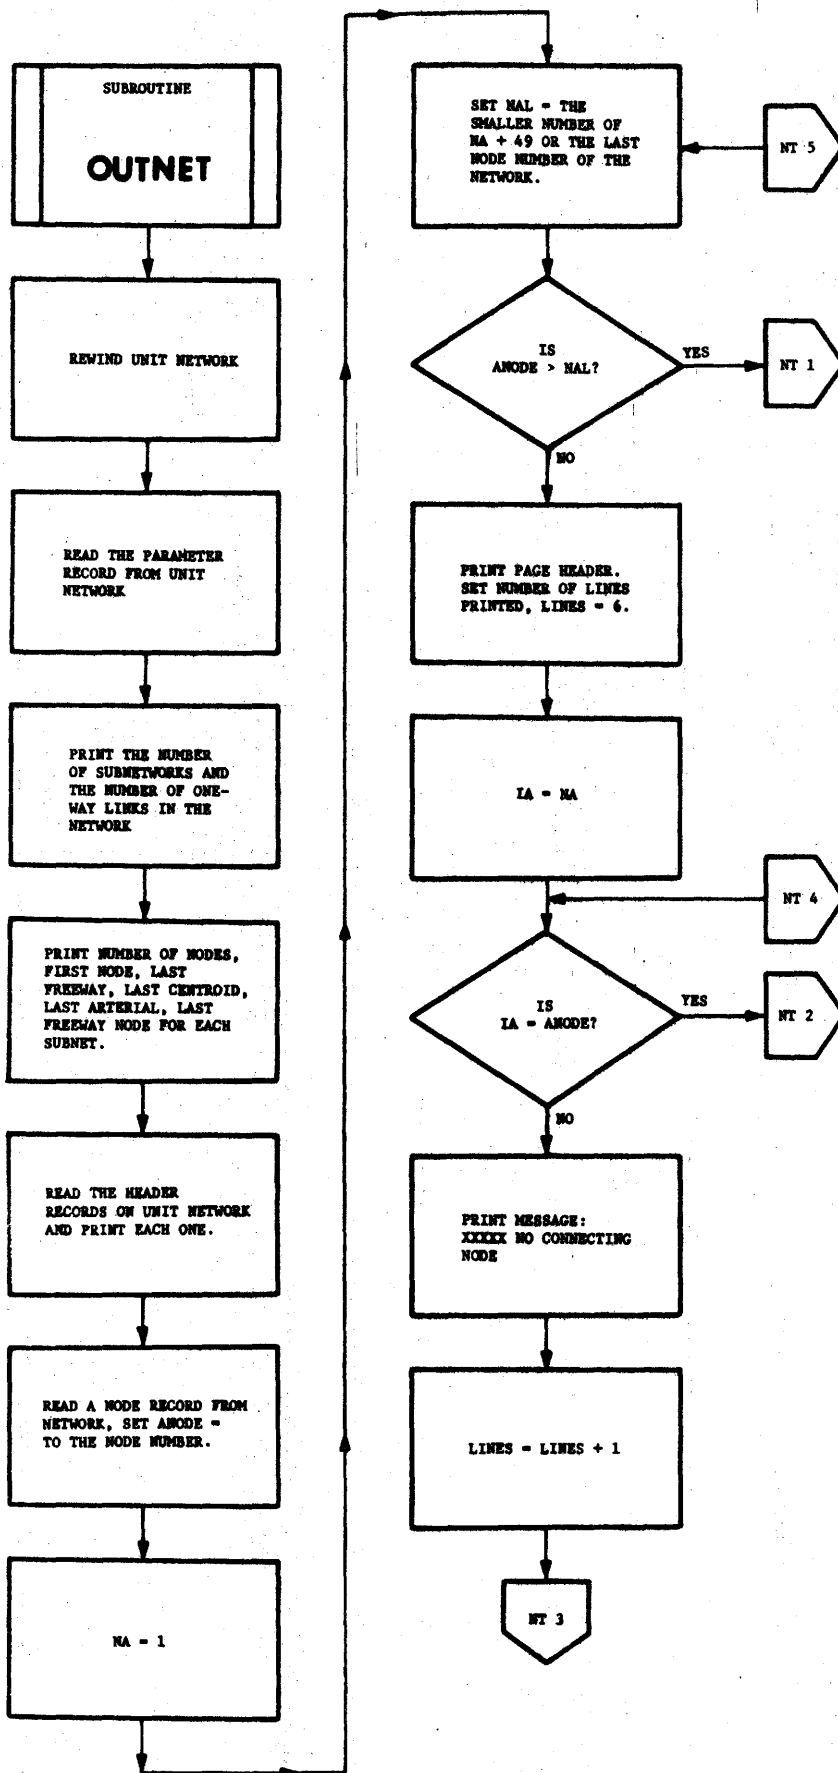 SUBROUTINE
OUTNET
REWIND UNIT NETWORK
READ THE PARAMETER
RECORD FROM UNIT
NETWORK
PRINT THE NUMBER
OF SUBNETWORKS AND
THE NUMBER OF ONE-
WAY LINKS IN THE
NETWORK
PRINT NUMBER OF NODES,
FIRST NODE, LAST
FREEWAY, LAST CENTROID,
LAST ARTERIAL, LAST
FREEWAY NODE FOR EACH
SUBNET.
READ THE HEADER
RECORDS ON UNIT NETWORK
AND PRINT EACH ONE.
READ A NODE RECORD FROM
NETWORK, SET ANODE =
TO THE NODE NUMBER.
NA = 1
SET NAL = THE
SMALLER NUMBER OF
NA + 49 OR THE LAST
NODE NUMBER OF THE
NETWORK.
NT 5
IS
ANODE > NAL?
YES
NT 1
NO
PRINT PAGE HEADER.
SET NUMBER OF LINES
PRINTED, LINES = 6.
IA = NA
NT 4
IS
IA = ANODE?
YES
NT 2
NO
PRINT MESSAGE:
XXXXX NO CONNECTING
NODE
LINES = LINES + 1
NT 3